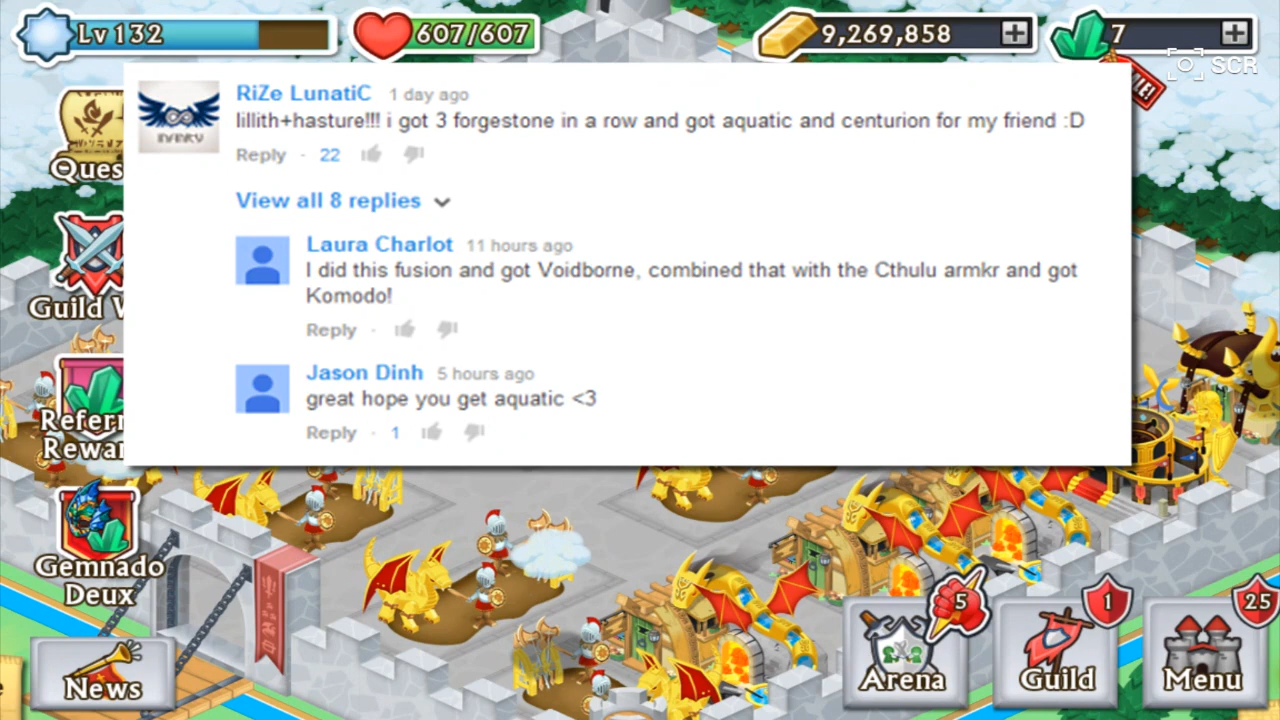 Lv132
607/607
9,269,858
7
SCR
RiZe LunatiC 1 day ago
lillith+hasture!!! i got 3 forgestone in a row and got aquatic and centurion for my friend :D
Reply · 22
View all 8 replies
Laura Charlot 11 hours ago
I did this fusion and got Voidborne, combined that with the Cthulu armkr and got
Komodo!
Reply ·
Jason Dinh 5 hours ago
great hope you get aquatic <3
Reply · 1
INFINITY
Ques
Guild W
Referr
Rewar
Gemnado
Deux
News
5
Arena
1
Guild
25
Menu